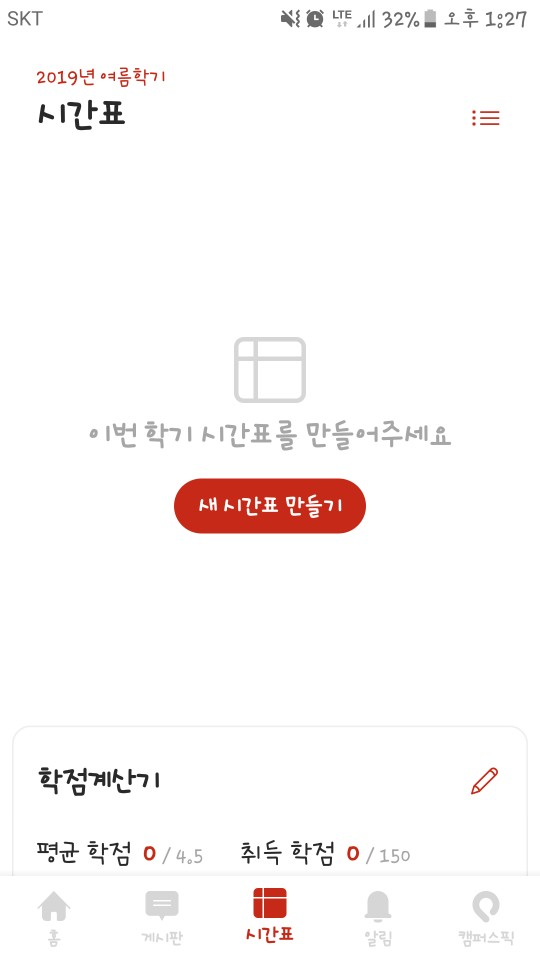 SKT LTE 32% 오후 1:27
2019년 여름학기
시간표
이번 학기 시간표를 만들어주세요
새 시간표 만들기
학점계산기
평균 학점 0 / 4.5 취득 학점 0 / 150
홈 게시판 시간표 알림 캠퍼스픽